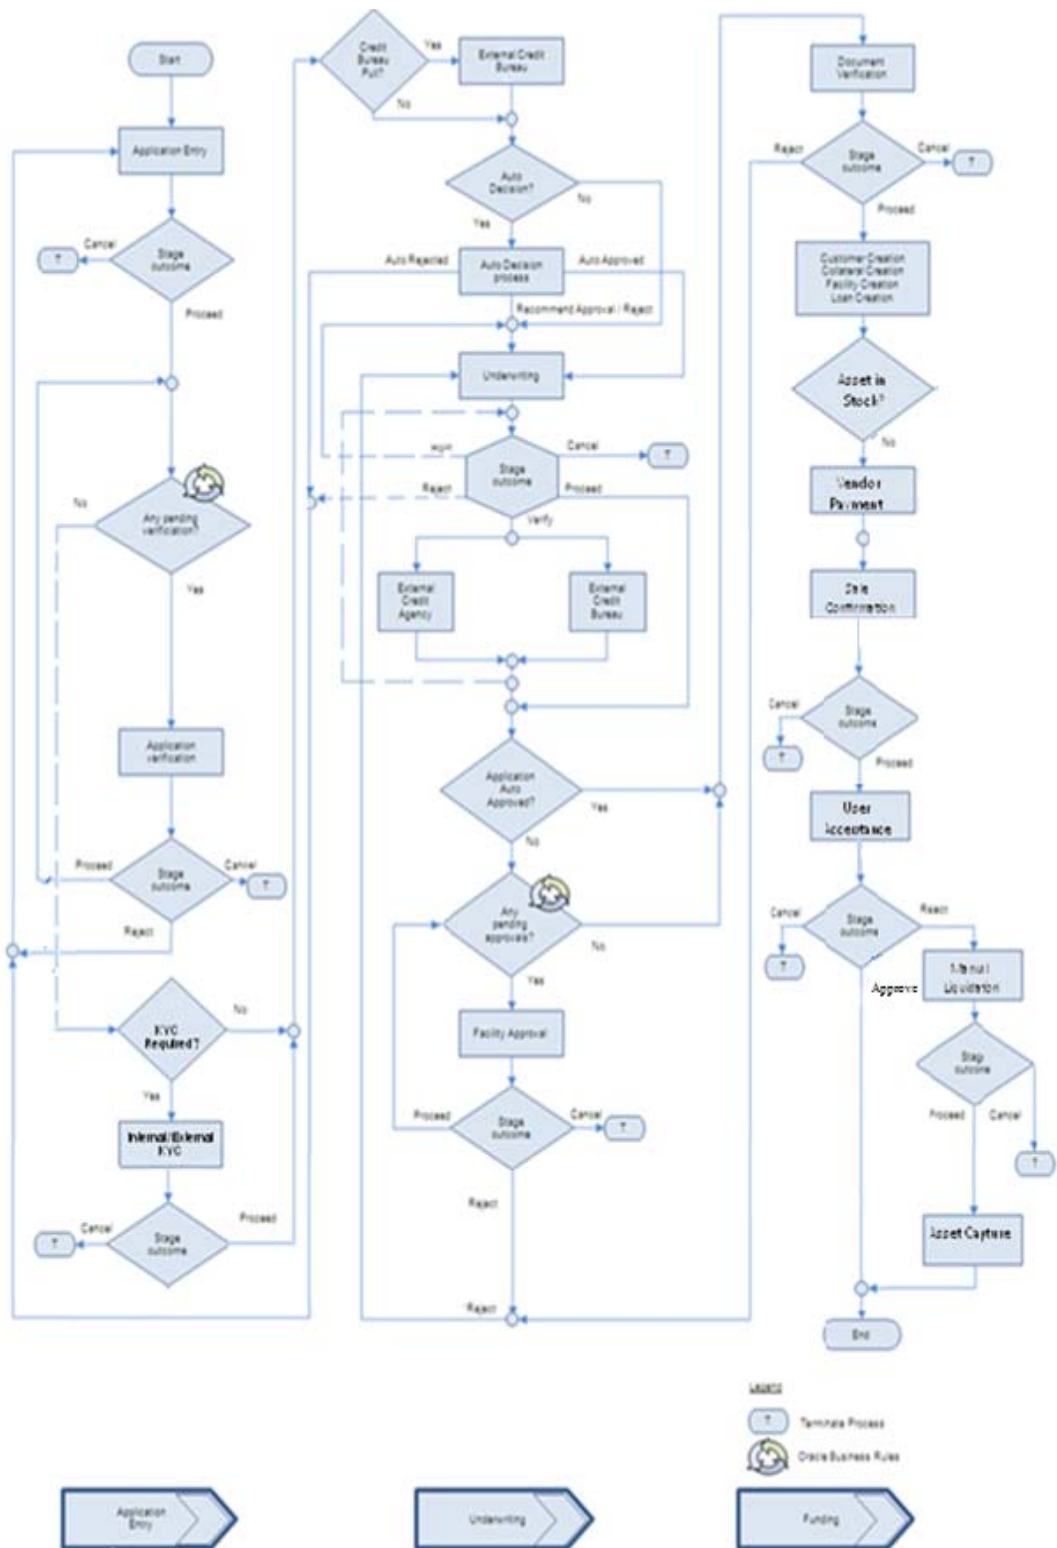 Start
Application Entry
Stage
outcome
Cancel
T
Proceed
Any pending
verification?
No
Yes
Application
verification
Stage
outcome
Proceed
Cancel
T
Reject
KYC
Required?
No
Yes
Internal/External
KYC
Stage
outcome
Cancel
T
Proceed
Credit
Bureau
Pull?
Yes
No
External Credit
Bureau
Auto
Decision?
No
Yes
Auto Decision
process
Auto Rejected
Auto Approved
Recommend Approval / Reject
Underwriting
Stage
outcome
Cancel
T
Reject
Proceed
Verify
External
Credit
Agency
External
Credit
Bureau
Application
Auto
Approved?
Yes
No
Any
pending
approvals?
No
Yes
Facility Approval
Stage
outcome
Proceed
Cancel
T
Reject
Reject
Document
Verification
Stage
outcome
Reject
Cancel
T
Proceed
Customer Creation
Collateral Creation
Facility Creation
Loan Creation
Asset in
Stock?
No
Vendor
Payment
Sale
Confirmation
Stage
outcome
Cancel
T
Proceed
User
Acceptance
Stage
outcome
Cancel
T
Reject
Approve
Manual
Liquidation
Stage
outcome
Proceed
Cancel
T
Asset Capture
End
Legend
T
Terminate Process
Oracle Business Rules
Application
Entry
Underwriting
Funding